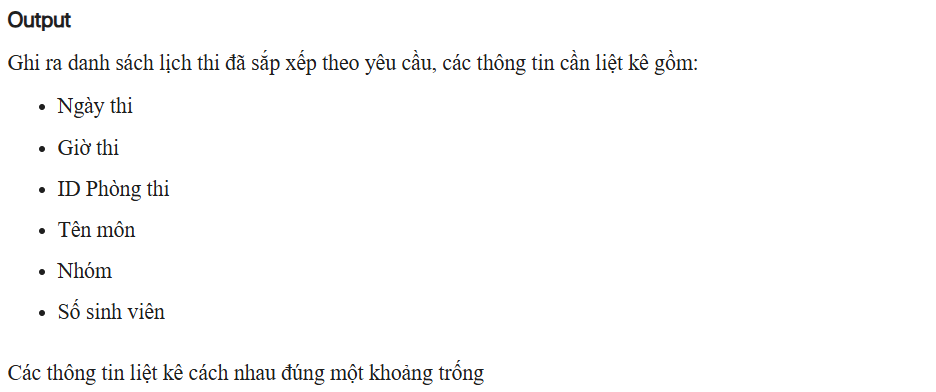 Output
Ghi ra danh sách lịch thi đã sắp xếp theo yêu cầu, các thông tin cần liệt kê gồm:
• Ngày thi
• Giờ thi
• ID Phòng thi
• Tên môn
• Nhóm
• Số sinh viên
Các thông tin liệt kê cách nhau đúng một khoảng trống